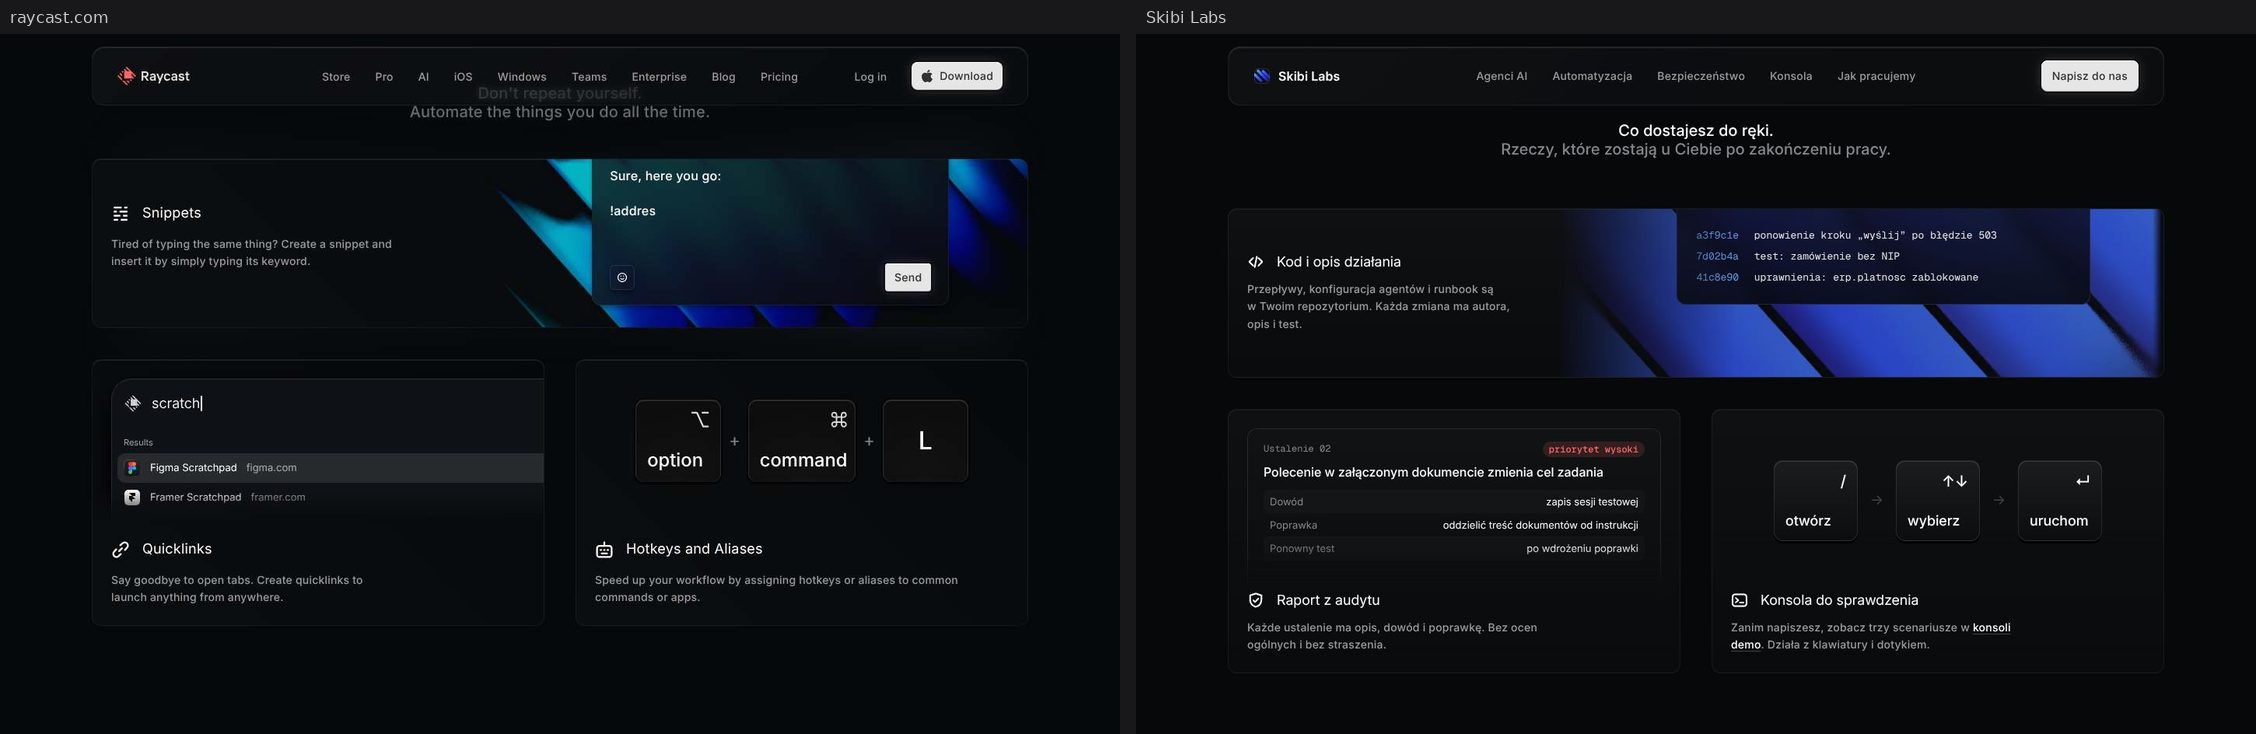 raycast.com
Raycast
Store
Pro
AI
iOS
Windows
Teams
Enterprise
Blog
Pricing
Log in
Download
Don't repeat yourself.
Automate the things you do all the time.
Snippets
Tired of typing the same thing? Create a snippet and
insert it by simply typing its keyword.
Sure, here you go:
!addres
Send
scratch
Results
Figma Scratchpad figma.com
Framer Scratchpad framer.com
Quicklinks
Say goodbye to open tabs. Create quicklinks to
launch anything from anywhere.
⌥
option
+
⌘
command
+
L
Hotkeys and Aliases
Speed up your workflow by assigning hotkeys or aliases to common
commands or apps.
Skibi Labs
Skibi Labs
Agenci AI
Automatyzacja
Bezpieczeństwo
Konsola
Jak pracujemy
Napisz do nas
Co dostajesz do ręki.
Rzeczy, które zostają u Ciebie po zakończeniu pracy.
Kod i opis działania
Przepływy, konfiguracja agentów i runbook są
w Twoim repozytorium. Każda zmiana ma autora,
opis i test.
a3f9c1e ponowienie kroku „wyślij" po błędzie 503
7d02b4a test: zamówienie bez NIP
41c8e90 uprawnienia: erp.platnosc zablokowane
Ustalenie 02
priorytet wysoki
Polecenie w załączonym dokumencie zmienia cel zadania
Dowód zapis sesji testowej
Poprawka oddzielić treść dokumentów od instrukcji
Ponowny test po wdrożeniu poprawki
Raport z audytu
Każde ustalenie ma opis, dowód i poprawkę. Bez ocen
ogólnych i bez straszenia.
/
otwórz
→
↑↓
wybierz
→
↵
uruchom
Konsola do sprawdzenia
Zanim napiszesz, zobacz trzy scenariusze w konsoli
demo. Działa z klawiatury i dotykiem.